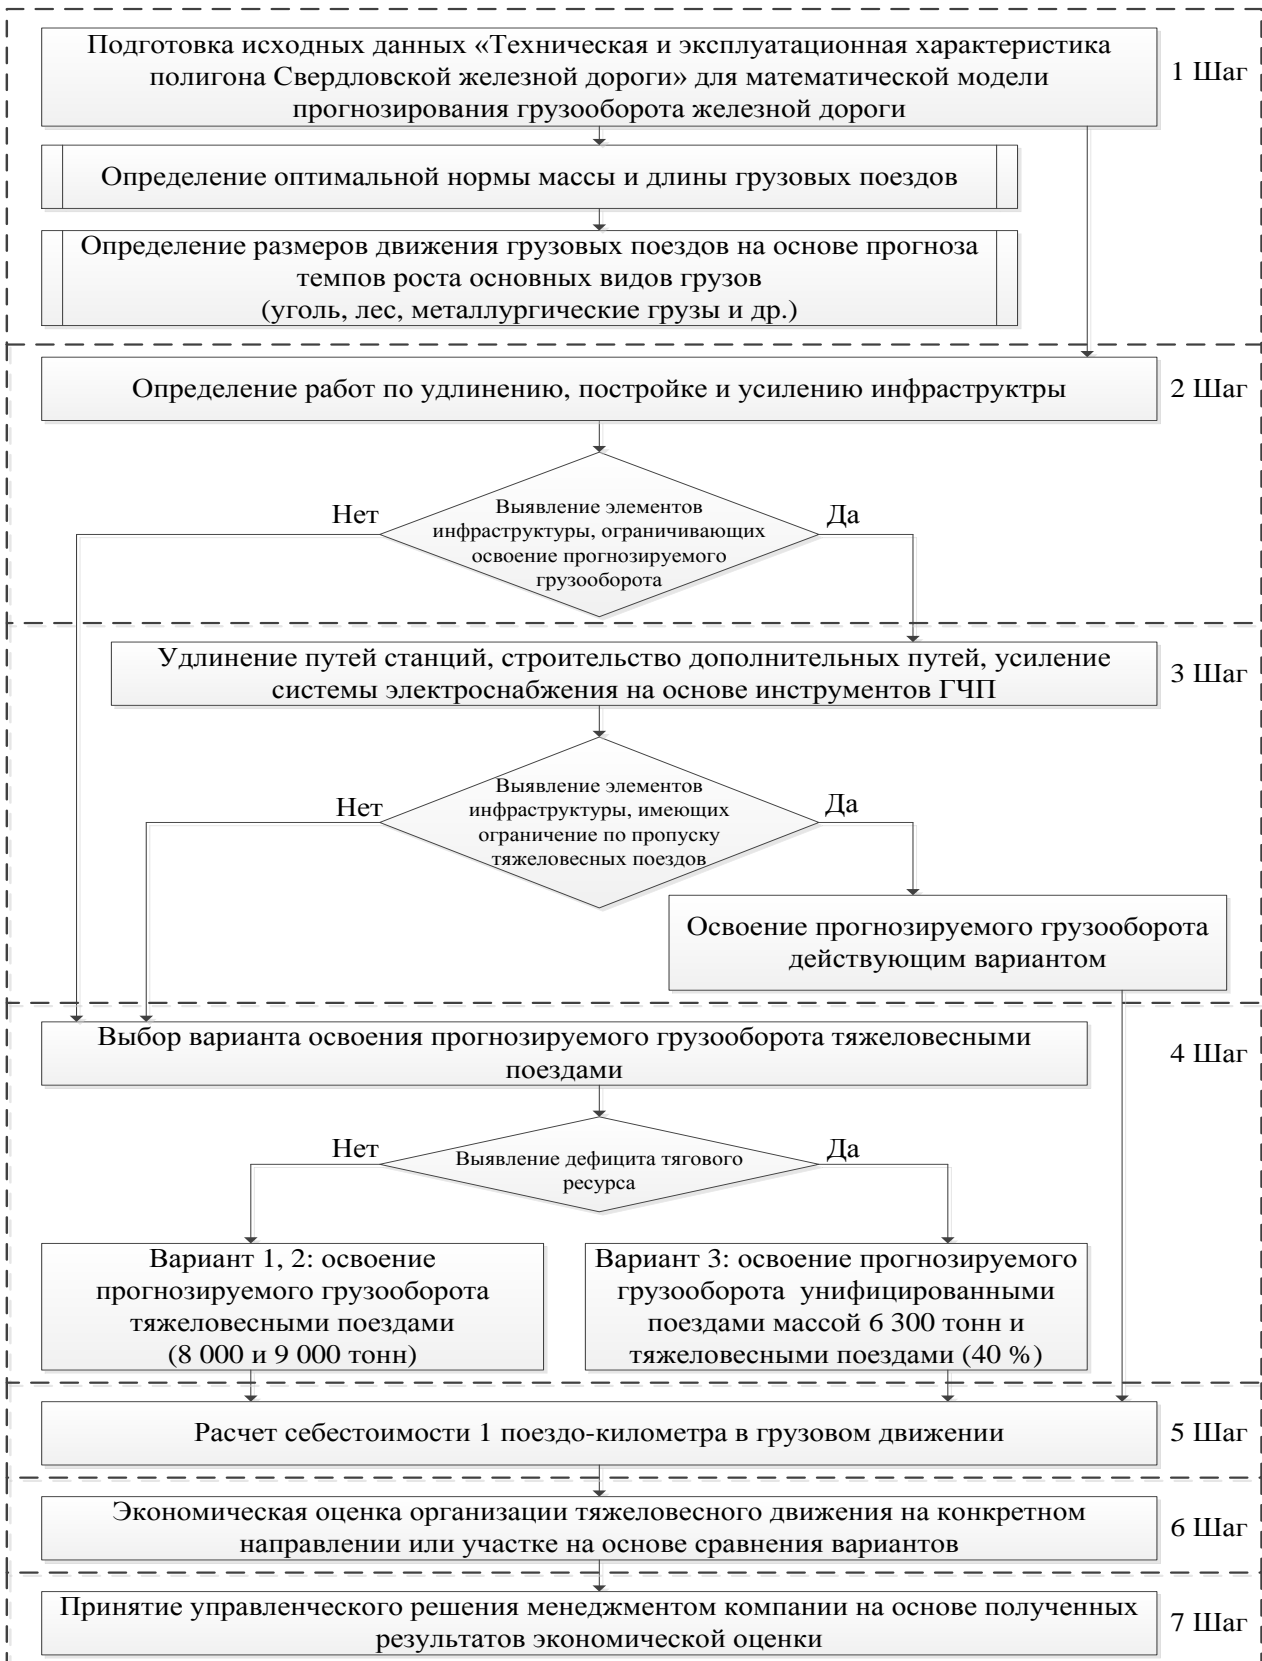 Подготовка исходных данных «Техническая и эксплуатационная характеристика
полигона Свердловской железной дороги» для математической модели
прогнозирования грузооборота железной дороги
1 Шаг
Определение оптимальной нормы массы и длины грузовых поездов
Определение размеров движения грузовых поездов на основе прогноза
темпов роста основных видов грузов
(уголь, лес, металлургические грузы и др.)
Определение работ по удлинению, постройке и усилению инфраструктры
2 Шаг
Нет
Выявление элементов
инфраструктуры, ограничивающих
освоение прогнозируемого
грузооборота
Да
Удлинение путей станций, строительство дополнительных путей, усиление
системы электроснабжения на основе инструментов ГЧП
3 Шаг
Нет
Выявление элементов
инфраструктуры, имеющих
ограничение по пропуску
тяжеловесных поездов
Да
Освоение прогнозируемого грузооборота
действующим вариантом
Выбор варианта освоения прогнозируемого грузооборота тяжеловесными
поездами
4 Шаг
Нет
Выявление дефицита тягового
ресурса
Да
Вариант 1, 2: освоение
прогнозируемого грузооборота
тяжеловесными поездами
(8 000 и 9 000 тонн)
Вариант 3: освоение прогнозируемого
грузооборота унифицированными
поездами массой 6 300 тонн и
тяжеловесными поездами (40 %)
Расчет себестоимости 1 поездо-километра в грузовом движении
5 Шаг
Экономическая оценка организации тяжеловесного движения на конкретном
направлении или участке на основе сравнения вариантов
6 Шаг
Принятие управленческого решения менеджментом компании на основе полученных
результатов экономической оценки
7 Шаг